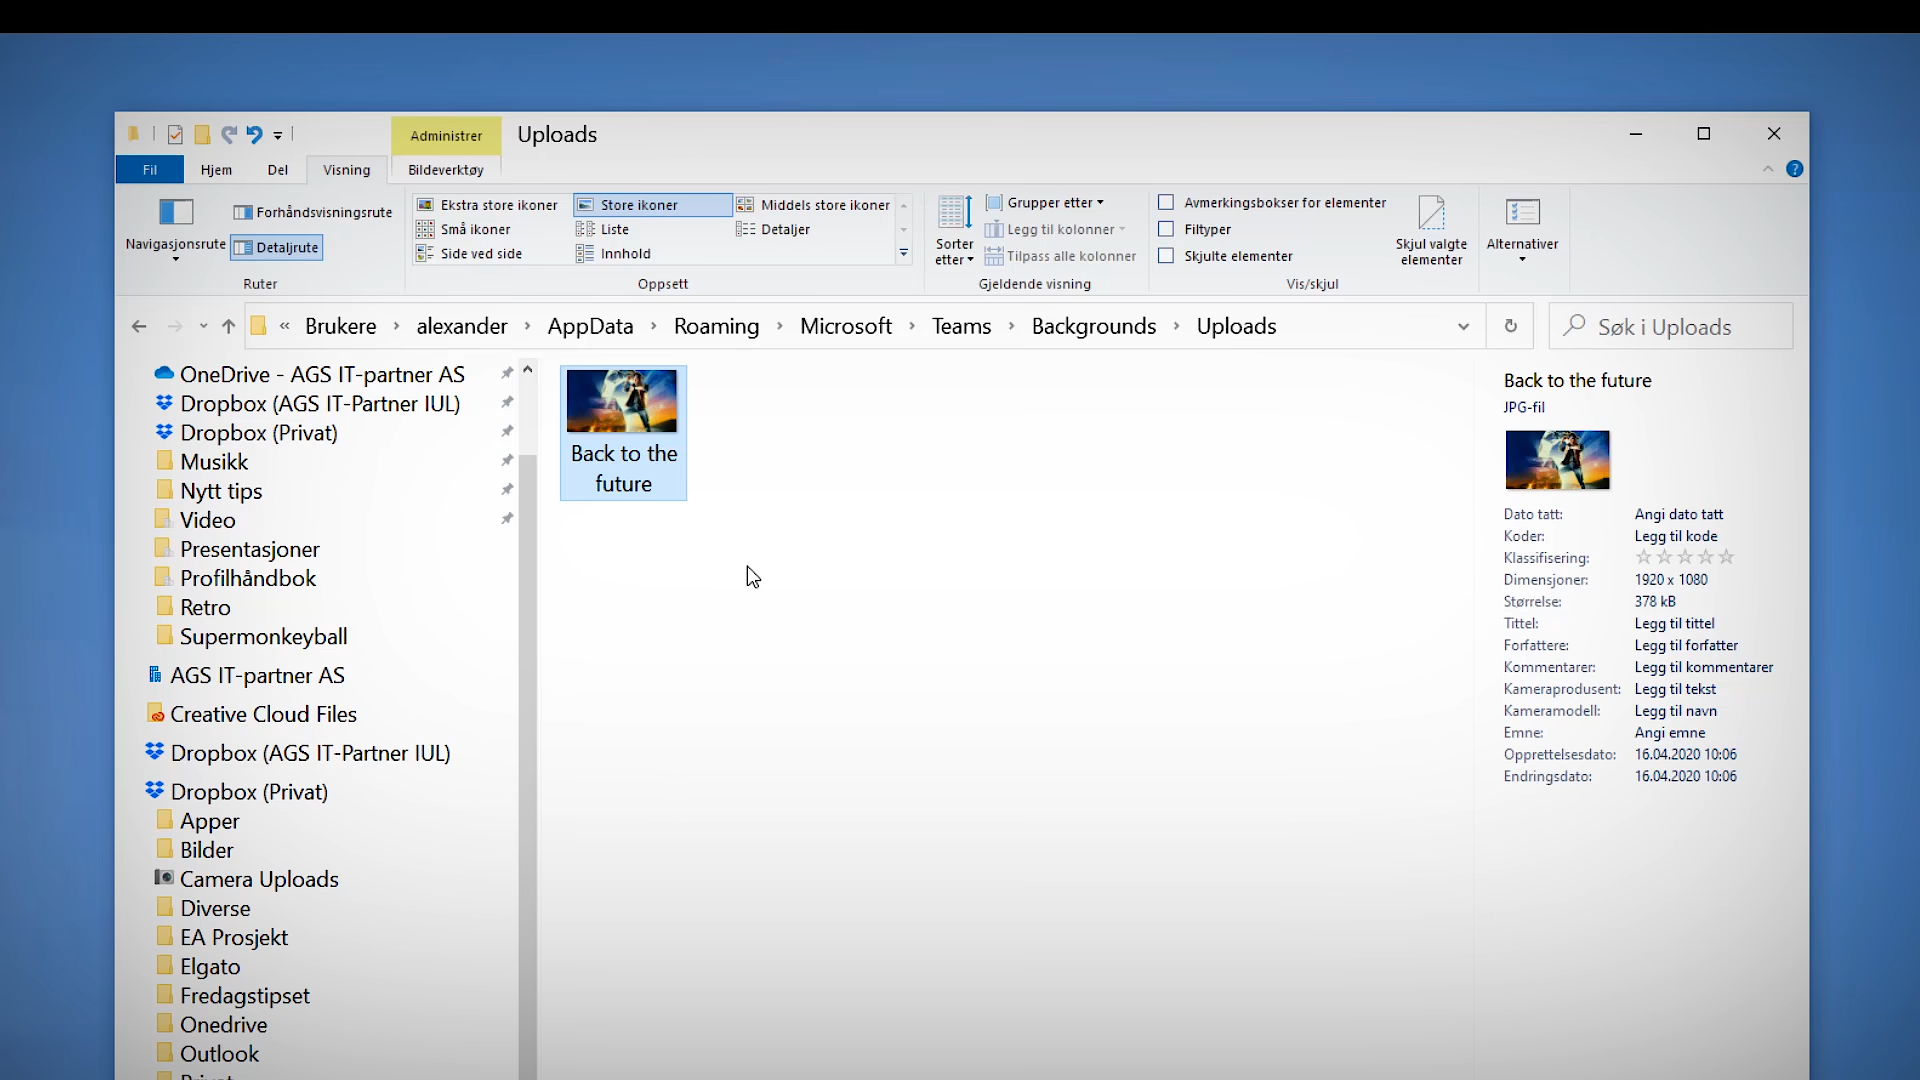 Administrer Uploads
Fil Hjem Del Visning Bildeverktøy
Navigasjonsrute
Forhåndsvisningsrute
Detaljrute
Ruter
Ekstra store ikoner Store ikoner Middels store ikoner
Små ikoner Liste Detaljer
Side ved side Innhold
Oppsett
Sorter
etter
Grupper etter
Legg til kolonner
Tilpass alle kolonner
Gjeldende visning
Avmerkingsbokser for elementer
Filtyper
Skjulte elementer
Skjul valgte
elementer
Vis/skjul
Alternativer
« Brukere › alexander › AppData › Roaming › Microsoft › Teams › Backgrounds › Uploads
Søk i Uploads
OneDrive - AGS IT-partner AS
Dropbox (AGS IT-Partner IUL)
Dropbox (Privat)
Musikk
Nytt tips
Video
Presentasjoner
Profilhåndbok
Retro
Supermonkeyball
AGS IT-partner AS
Creative Cloud Files
Dropbox (AGS IT-Partner IUL)
Dropbox (Privat)
Apper
Bilder
Camera Uploads
Diverse
EA Prosjekt
Elgato
Fredagstipset
Onedrive
Outlook
Back to the
future
Back to the future
JPG-fil
Dato tatt: Angi dato tatt
Koder: Legg til kode
Klassifisering:
Dimensjoner: 1920 x 1080
Størrelse: 378 kB
Tittel: Legg til tittel
Forfattere: Legg til forfatter
Kommentarer: Legg til kommentarer
Kameraprodusent: Legg til tekst
Kameramodell: Legg til navn
Emne: Angi emne
Opprettelsesdato: 16.04.2020 10:06
Endringsdato: 16.04.2020 10:06